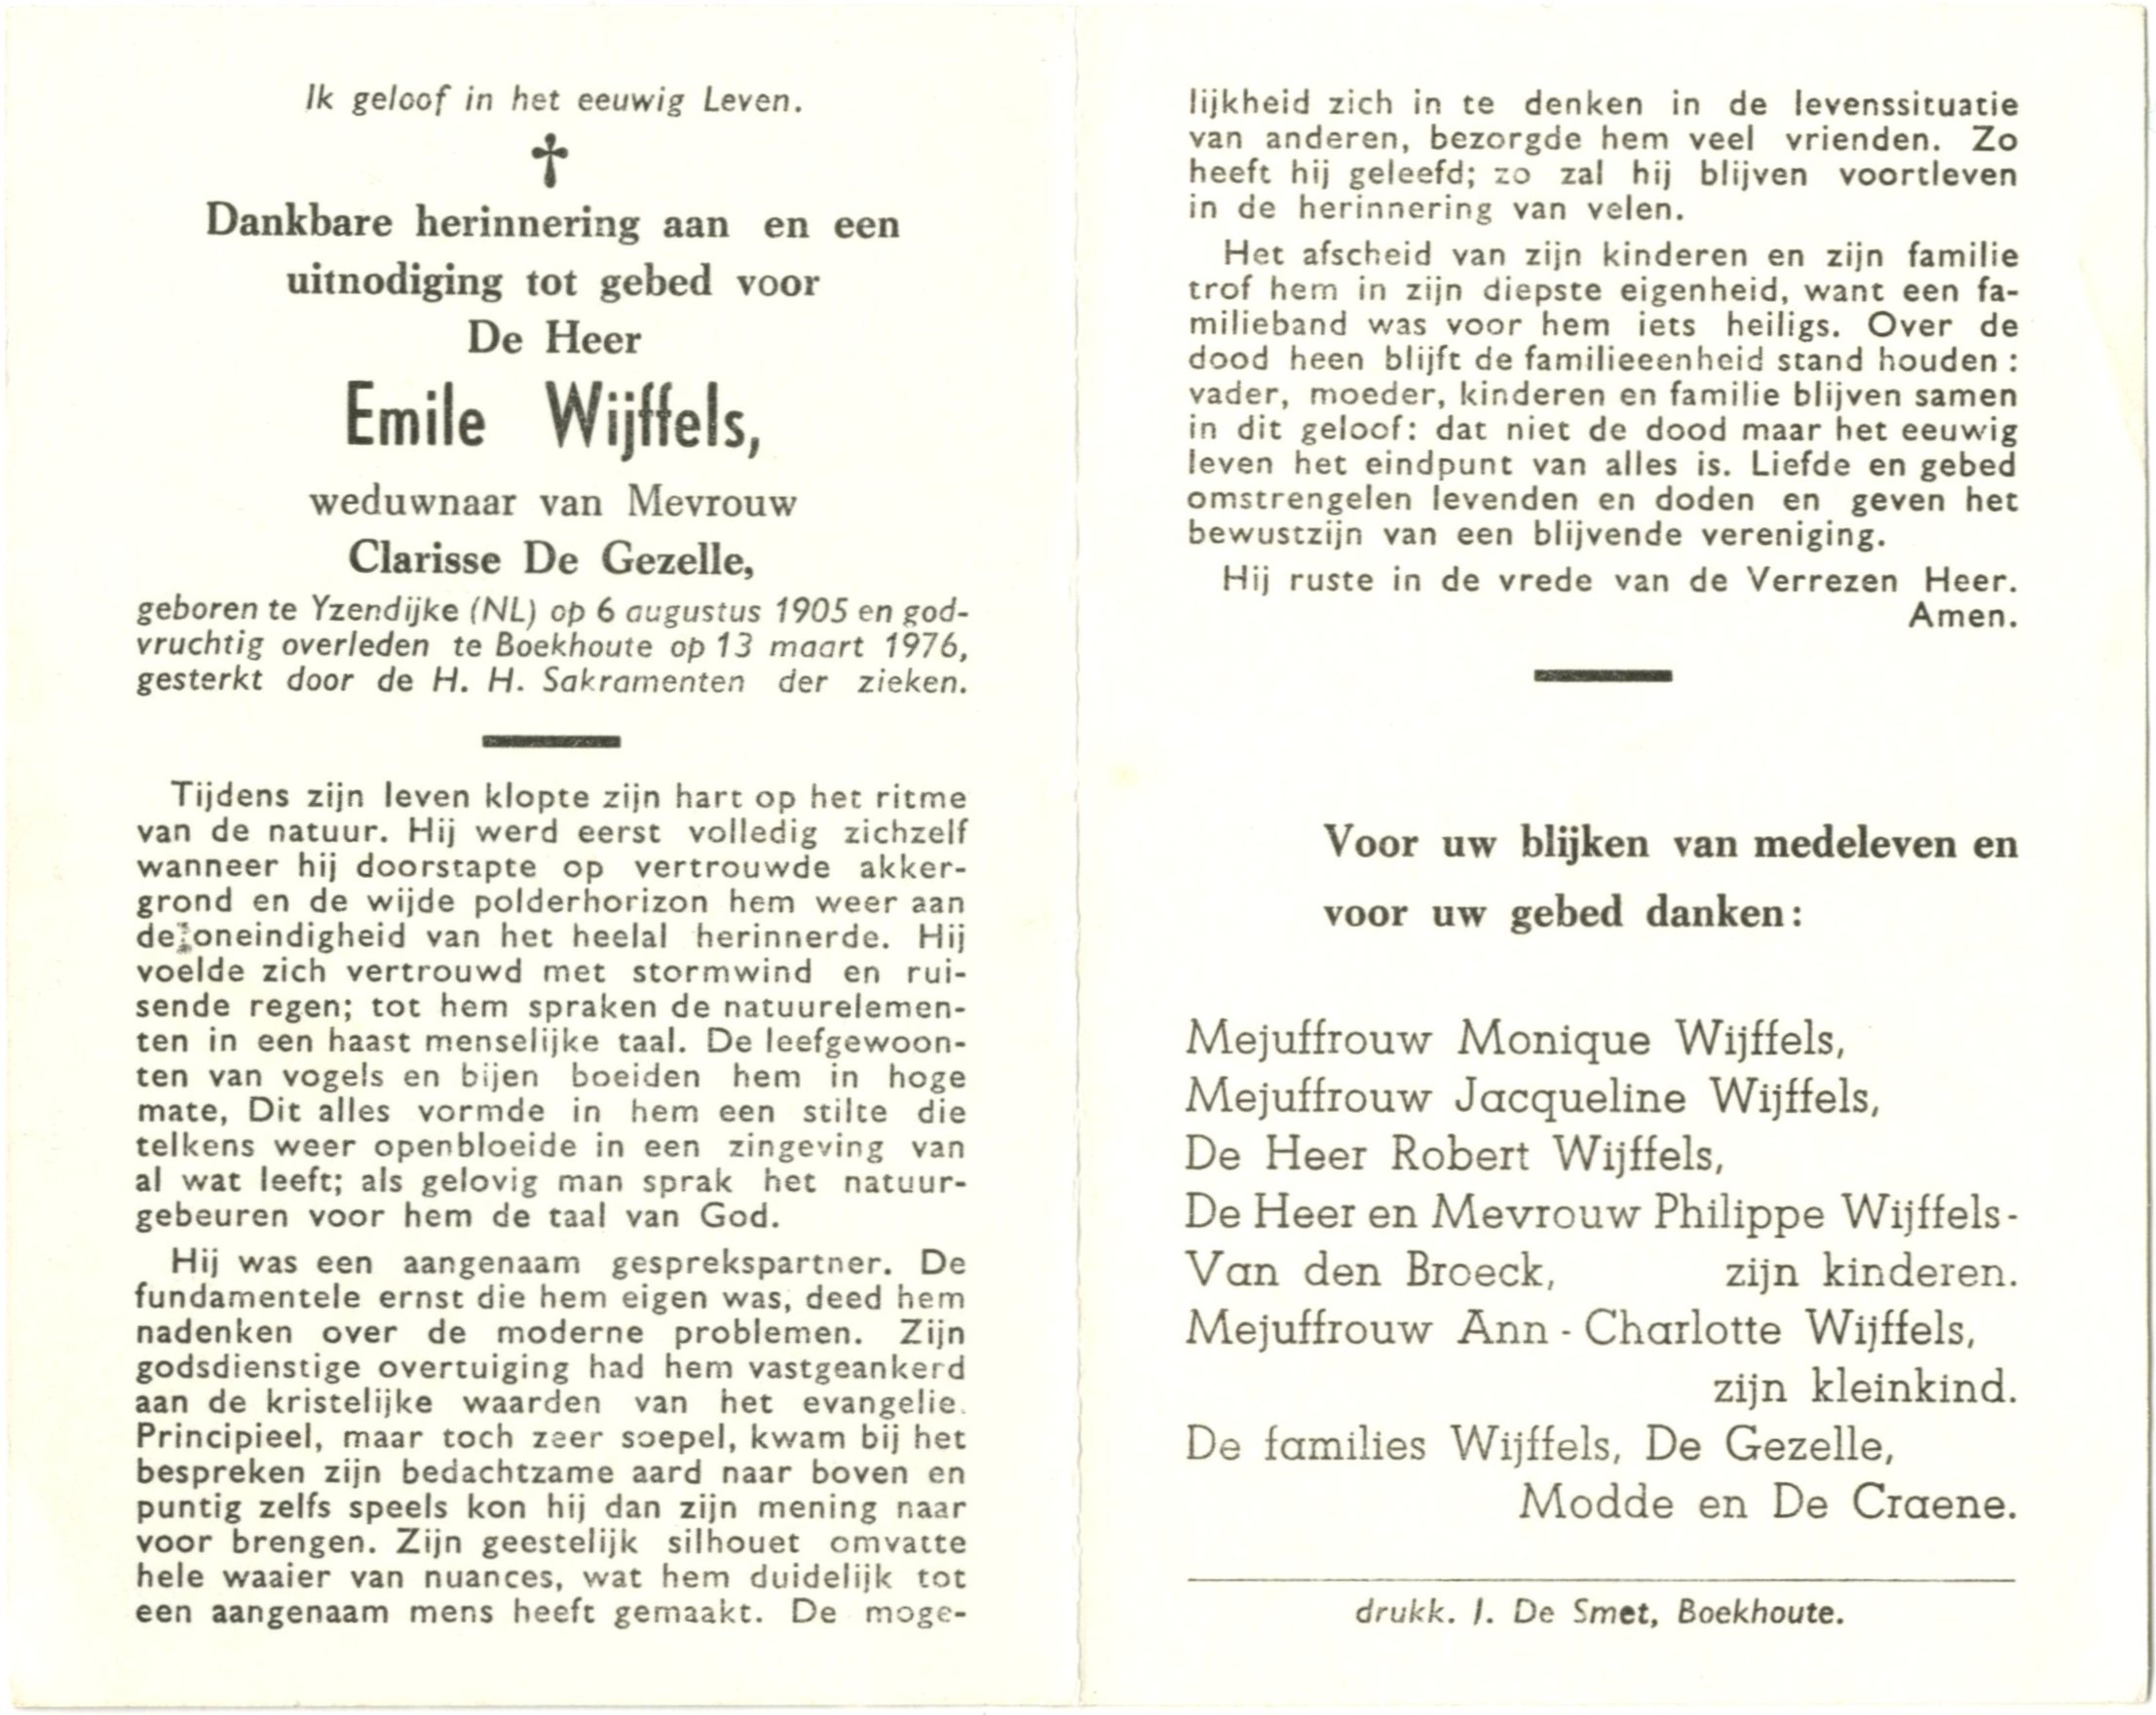 Ik geloof in het eeuwig Leven.
Dankbare herinnering aan en een
uitnodiging tot gebed voor
De Heer
Emile Wijffels,
weduwnaar van Mevrouw
Clarisse De Gezelle,
geboren te Yzendijke (NL) op 6 augustus 1905 en god-
vruchtig overleden te Boekhoute op 13 maart 1976,
gesterkt door de H. H. Sakramenten der zieken.
Tijdens zijn leven klopte zijn hart op het ritme
van de natuur. Hij werd eerst volledig zichzelf
wanneer hij doorstapte op vertrouwde akker-
grond en de wijde polderhorizon hem weer aan
de oneindigheid van het heelal herinnerde. Hij
voelde zich vertrouwd met stormwind en rui-
sende regen; tot hem spraken de natuurelemen-
ten in een haast menselijke taal. De leefgewoon-
ten van vogels en bijen boeiden hem in hoge
mate, Dit alles vormde in hem een stilte die
telkens weer openbloeide in een zingeving van
al wat leeft; als gelovig man sprak het natuur-
gebeuren voor hem de taal van God.
Hij was een aangenaam gesprekspartner. De
fundamentele ernst die hem eigen was, deed hem
nadenken over de moderne problemen. Zijn
godsdienstige overtuiging had hem vastgeankerd
aan de kristelijke waarden van het evangelie.
Principieel, maar toch zeer soepel, kwam bij het
bespreken zijn bedachtzame aard naar boven en
puntig zelfs speels kon hij dan zijn mening naar
voor brengen. Zijn geestelijk silhouet omvatte
hele waaier van nuances, wat hem duidelijk tot
een aangenaam mens heeft gemaakt. De moge-
lijkheid zich in te denken in de levenssituatie
van anderen, bezorgde hem veel vrienden. Zo
heeft hij geleefd; zo zal hij blijven voortleven
in de herinnering van velen.
Het afscheid van zijn kinderen en zijn familie
trof hem in zijn diepste eigenheid, want een fa-
milieband was voor hem iets heiligs. Over de
dood heen blijft de familieeenheid stand houden :
vader, moeder, kinderen en familie blijven samen
in dit geloof: dat niet de dood maar het eeuwig
leven het eindpunt van alles is. Liefde en gebed
omstrengelen levenden en doden en geven het
bewustzijn van een blijvende vereniging.
Hij ruste in de vrede van de Verrezen Heer.
Amen.
Voor uw blijken van medeleven en
voor uw gebed danken:
Mejuffrouw Monique Wijffels,
Mejuffrouw Jacqueline Wijffels,
De Heer Robert Wijffels,
De Heer en Mevrouw Philippe Wijffels-
Van den Broeck, zijn kinderen.
Mejuffrouw Ann - Charlotte Wijffels,
zijn kleinkind.
De families Wijffels, De Gezelle,
Modde en De Craene.
drukk. J. De Smet, Boekhoute.